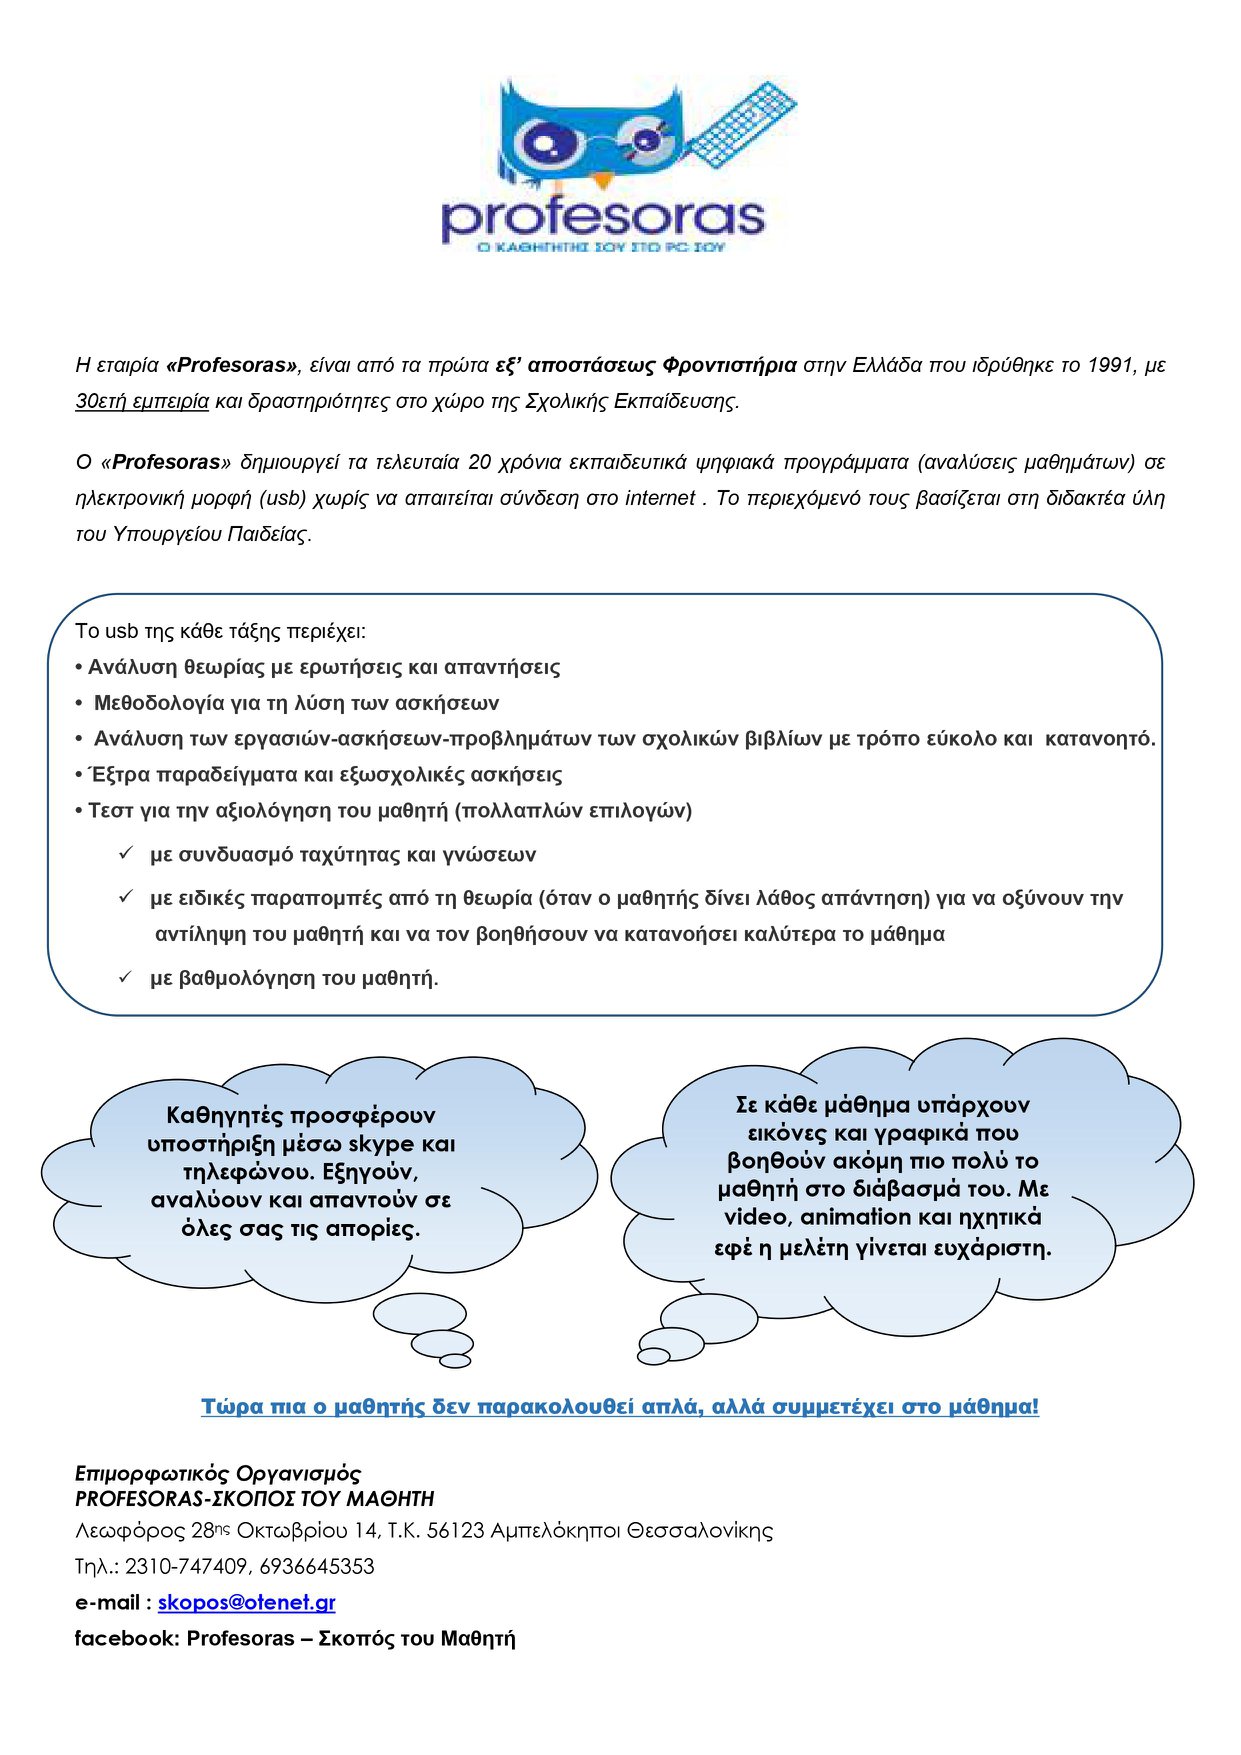 profesoras
Ο ΚΑΘΗΓΗΤΗΣ ΣΟΥ ΣΤΟ PC ΣΟΥ
Η εταιρία «Profesoras», είναι από τα πρώτα εξ’ αποστάσεως Φροντιστήρια στην Ελλάδα που ιδρύθηκε το 1991, με
30ετή εμπειρία και δραστηριότητες στο χώρο της Σχολικής Εκπαίδευσης.
Ο «Profesoras» δημιουργεί τα τελευταία 20 χρόνια εκπαιδευτικά ψηφιακά προγράμματα (αναλύσεις μαθημάτων) σε
ηλεκτρονική μορφή (usb) χωρίς να απαιτείται σύνδεση στο internet . Το περιεχόμενό τους βασίζεται στη διδακτέα ύλη
του Υπουργείου Παιδείας.
Το usb της κάθε τάξης περιέχει:
• Ανάλυση θεωρίας με ερωτήσεις και απαντήσεις
• Μεθοδολογία για τη λύση των ασκήσεων
• Ανάλυση των εργασιών-ασκήσεων-προβλημάτων των σχολικών βιβλίων με τρόπο εύκολο και κατανοητό.
• Έξτρα παραδείγματα και εξωσχολικές ασκήσεις
• Τεστ για την αξιολόγηση του μαθητή (πολλαπλών επιλογών)
✓ με συνδυασμό ταχύτητας και γνώσεων
✓ με ειδικές παραπομπές από τη θεωρία (όταν ο μαθητής δίνει λάθος απάντηση) για να οξύνουν την
αντίληψη του μαθητή και να τον βοηθήσουν να κατανοήσει καλύτερα το μάθημα
✓ με βαθμολόγηση του μαθητή.
Καθηγητές προσφέρουν
υποστήριξη μέσω skype και
τηλεφώνου. Εξηγούν,
αναλύουν και απαντούν σε
όλες σας τις απορίες.
Σε κάθε μάθημα υπάρχουν
εικόνες και γραφικά που
βοηθούν ακόμη πιο πολύ το
μαθητή στο διάβασμά του. Με
video, animation και ηχητικά
εφέ η μελέτη γίνεται ευχάριστη.
Τώρα πια ο μαθητής δεν παρακολουθεί απλά, αλλά συμμετέχει στο μάθημα!
Επιμορφωτικός Οργανισμός
PROFESORAS-ΣΚΟΠΟΣ ΤΟΥ ΜΑΘΗΤΗ
Λεωφόρος 28ης Οκτωβρίου 14, Τ.Κ. 56123 Αμπελόκηποι Θεσσαλονίκης
Τηλ.: 2310-747409, 6936645353
e-mail : skopos@otenet.gr
facebook: Profesoras – Σκοπός του Μαθητή